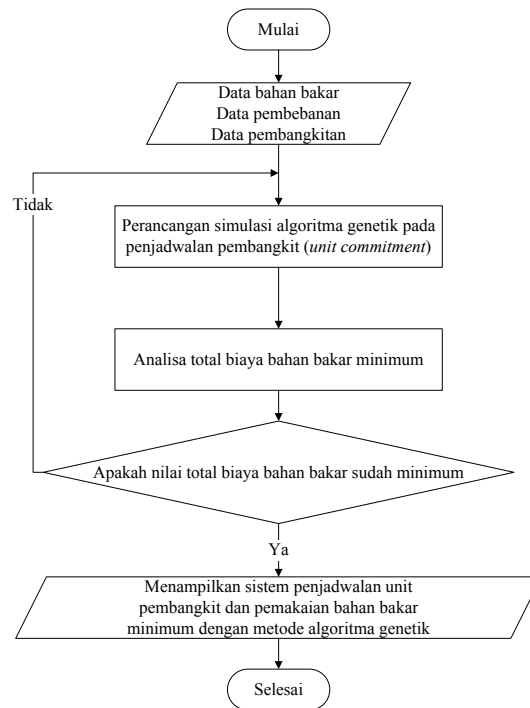 Mulai
Data bahan bakar
Data pembebanan
Data pembangkitan
Tidak
Perancangan simulasi algoritma genetik pada
penjadwalan pembangkit (unit commitment)
Analisa total biaya bahan bakar minimum
Apakah nilai total biaya bahan bakar sudah minimum
Ya
Menampilkan sistem penjadwalan unit
pembangkit dan pemakaian bahan bakar
minimum dengan metode algoritma genetik
Selesai